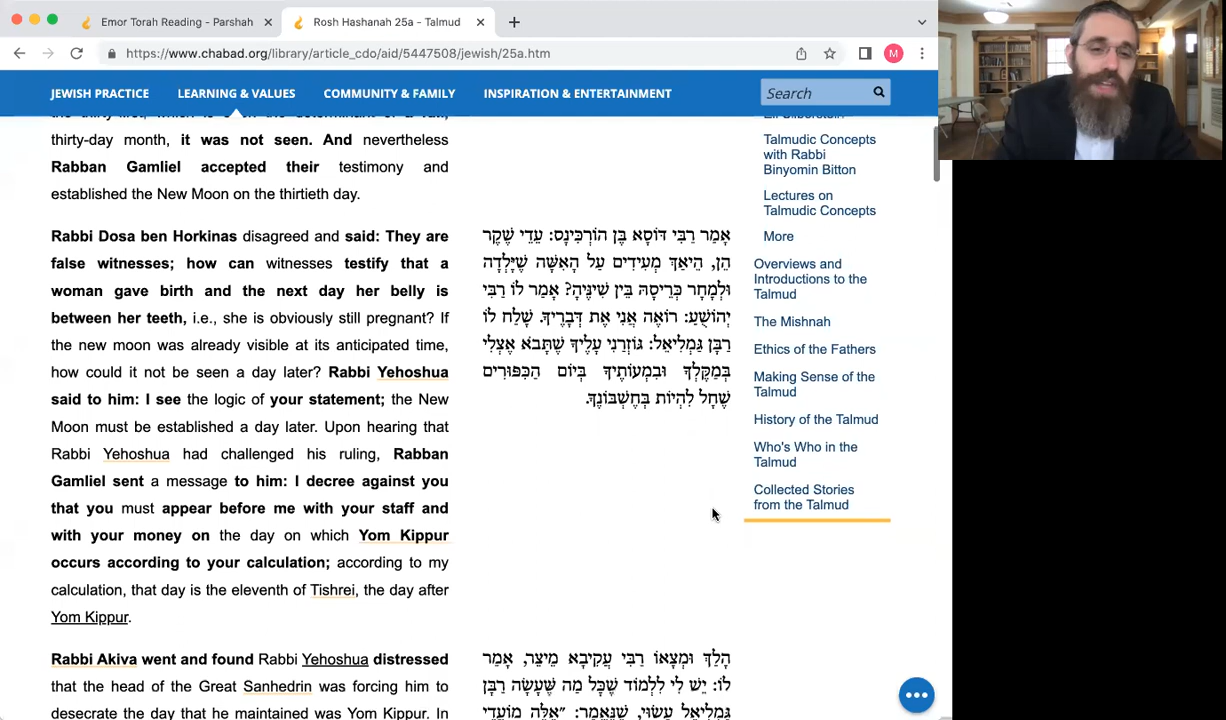 Emor Torah Reading - Parshah
Rosh Hashanah 25a - Talmud
https://www.chabad.org/library/article_cdo/aid/5447508/jewish/25a.htm
M
JEWISH PRACTICE
LEARNING & VALUES
COMMUNITY & FAMILY
INSPIRATION & ENTERTAINMENT
Search
thirty-day month, it was not seen. And nevertheless
Rabban Gamliel accepted their testimony and
established the New Moon on the thirtieth day.
Rabbi Dosa ben Horkinas disagreed and said: They are
false witnesses; how can witnesses testify that a
woman gave birth and the next day her belly is
between her teeth, i.e., she is obviously still pregnant? If
the new moon was already visible at its anticipated time,
how could it not be seen a day later? Rabbi Yehoshua
said to him: I see the logic of your statement; the New
Moon must be established a day later. Upon hearing that
Rabbi Yehoshua had challenged his ruling, Rabban
Gamliel sent a message to him: I decree against you
that you must appear before me with your staff and
with your money on the day on which Yom Kippur
occurs according to your calculation; according to my
calculation, that day is the eleventh of Tishrei, the day after
Yom Kippur.
Rabbi Akiva went and found Rabbi Yehoshua distressed
that the head of the Great Sanhedrin was forcing him to
desecrate the day that he maintained was Yom Kippur. In
אָמַר רַבִּי דּוֹסָא בֶּן הוֹרְכִּינָס: עֵדֵי שֶׁקֶר
הֵן, הֵיאַךְ מְעִידִים עַל הָאִשָּׁה שֶׁיָּלְדָה
וּלְמָחָר כְּרֵיסָהּ בֵּין שִׁינֶּיהָ? אָמַר לוֹ רַבִּי
יְהוֹשֻׁעַ: רוֹאֶה אֲנִי אֶת דְּבָרֶיךָ. שָׁלַח לוֹ
רַבָּן גַּמְלִיאֵל: גּוֹזְרַנִי עָלֶיךָ שֶׁתָּבֹא אֶצְלִי
בְּמַקֶּלְךָ וּבִמְעוֹתֶיךָ בְּיוֹם הַכִּפּוּרִים
שֶׁחָל לִהְיוֹת בְּחֶשְׁבּוֹנְךָ.
הָלַךְ וּמְצָאוֹ רַבִּי עֲקִיבָא מֵיצֵר, אָמַר
לוֹ: יֵשׁ לִי לִלְמוֹד שֶׁכׇּל מַה שֶּׁעָשָׂה רַבָּן
גַּמְלִיאֵל עָשׂוּי, שֶׁנֶּאֱמַר: ״אֵלֶּה מוֹעֲדֵי
Talmudic Concepts
with Rabbi
Binyomin Bitton
Lectures on
Talmudic Concepts
More
Overviews and
Introductions to the
Talmud
The Mishnah
Ethics of the Fathers
Making Sense of the
Talmud
History of the Talmud
Who's Who in the
Talmud
Collected Stories
from the Talmud